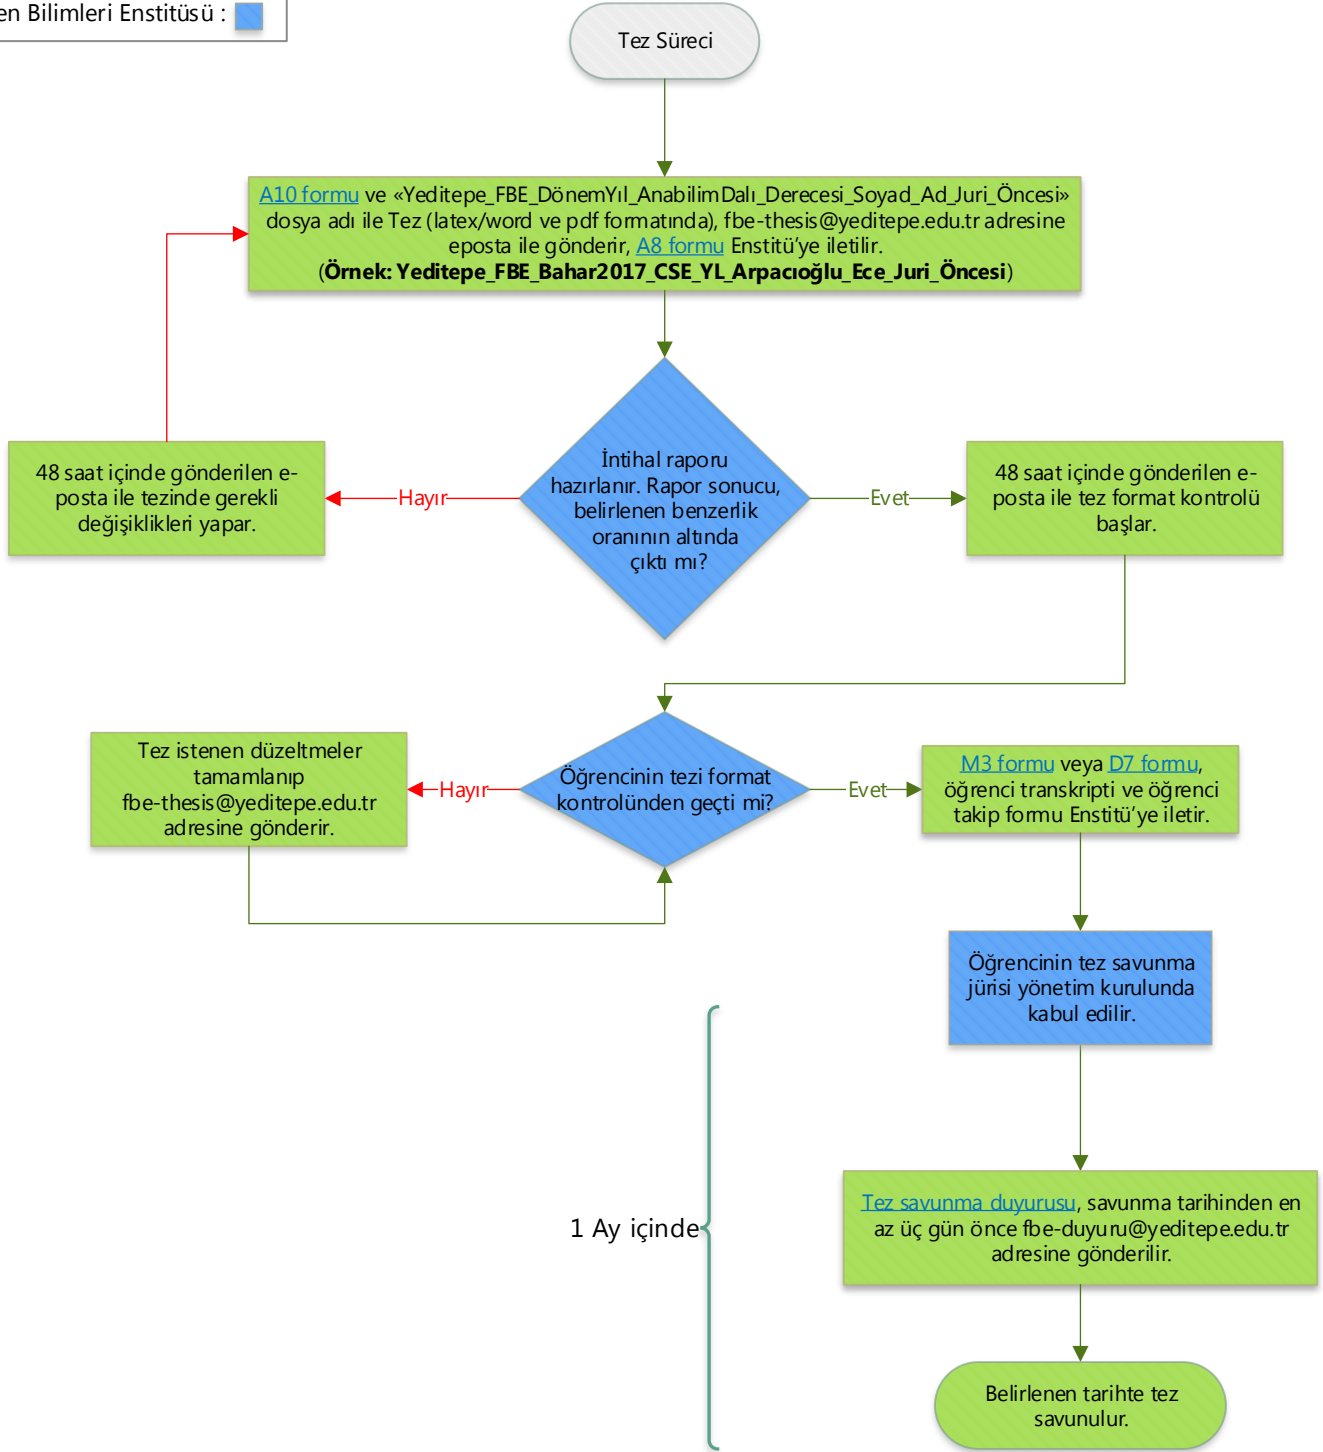 en Bilimleri Enstitüsü :
Tez Süreci
A10 formu ve «Yeditepe_FBE_DönemYıl_AnabilimDalı_Derecesi_Soyad_Ad_Juri_Öncesi»
dosya adı ile Tez (latex/word ve pdf formatında), fbe-thesis@yeditepe.edu.tr adresine
eposta ile gönderir, A8 formu Enstitü’ye iletilir.
(Örnek: Yeditepe_FBE_Bahar2017_CSE_YL_Arpacıoğlu_Ece_Juri_Öncesi)
48 saat içinde gönderilen e-
posta ile tezinde gerekli
değişiklikleri yapar.
Hayır
İntihal raporu
hazırlanır. Rapor sonucu,
belirlenen benzerlik
oranının altında
çıktı mı?
Evet
48 saat içinde gönderilen e-
posta ile tez format kontrolü
başlar.
Tez istenen düzeltmeler
tamamlanıp
fbe-thesis@yeditepe.edu.tr
adresine gönderir.
Hayır
Öğrencinin tezi format
kontrolünden geçti mi?
Evet
M3 formu veya D7 formu,
öğrenci transkripti ve öğrenci
takip formu Enstitü’ye iletir.
Öğrencinin tez savunma
jürisi yönetim kurulunda
kabul edilir.
1 Ay içinde
Tez savunma duyurusu, savunma tarihinden en
az üç gün önce fbe-duyuru@yeditepe.edu.tr
adresine gönderilir.
Belirlenen tarihte tez
savunulur.